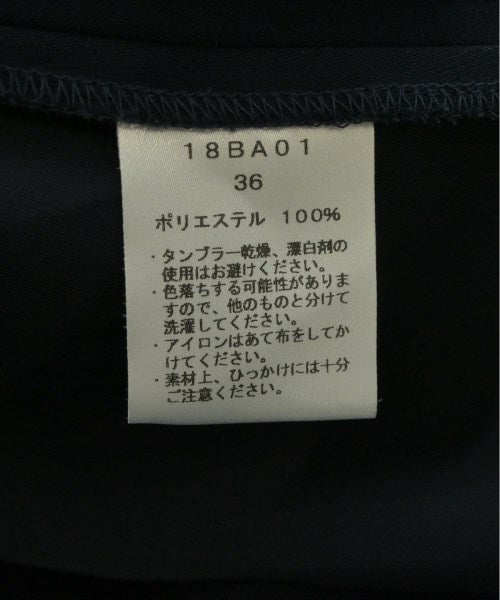 18BA01
36
ポリエステル 100%
・タンブラー乾燥、漂白剤の
使用はお避けください。
・色落ちする可能性がありま
すので、他のものと分けて
洗濯してください。
・アイロンはあて布をしてか
けてください。
・素材上、ひっかけには十分
ご注意ください。